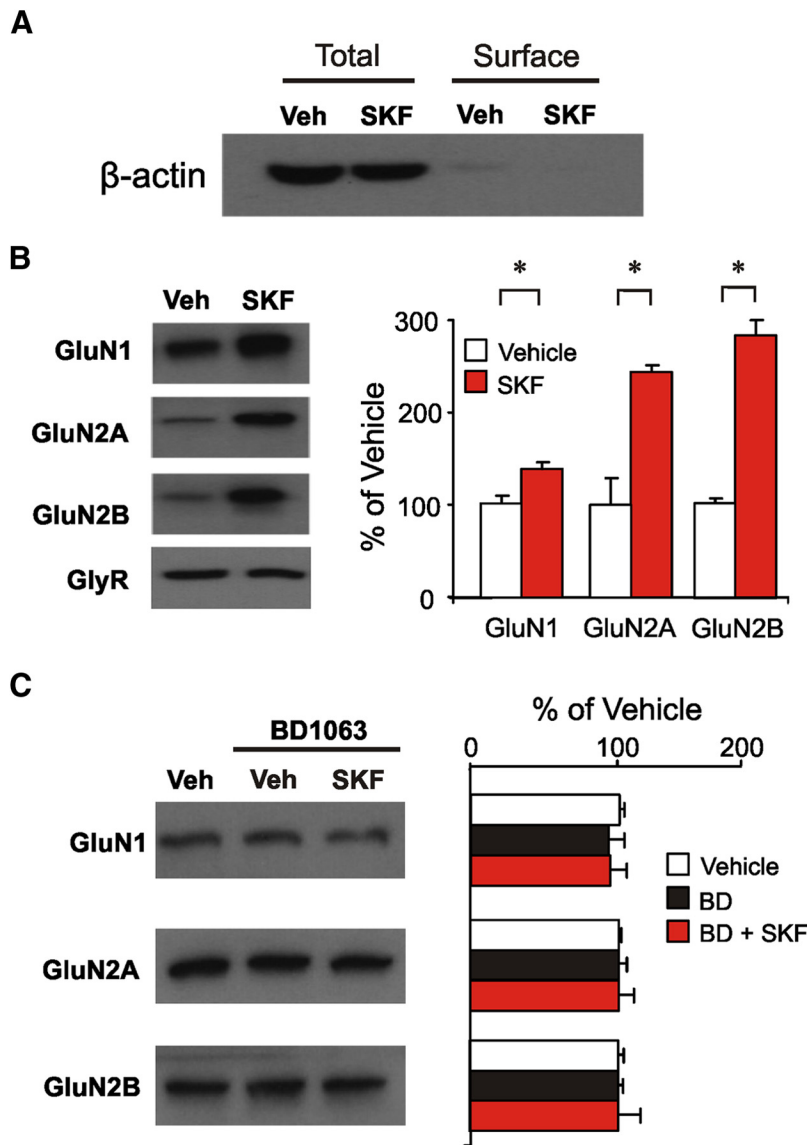 A
Total Surface
Veh SKF Veh SKF
β-actin
B
Veh SKF
GluN1
GluN2A
GluN2B
GlyR
* * *
% of Vehicle
300
200
100
0
Vehicle
SKF
GluN1 GluN2A GluN2B
C
BD1063
Veh Veh SKF
GluN1
GluN2A
GluN2B
% of Vehicle
0 100 200
Vehicle
BD
BD + SKF